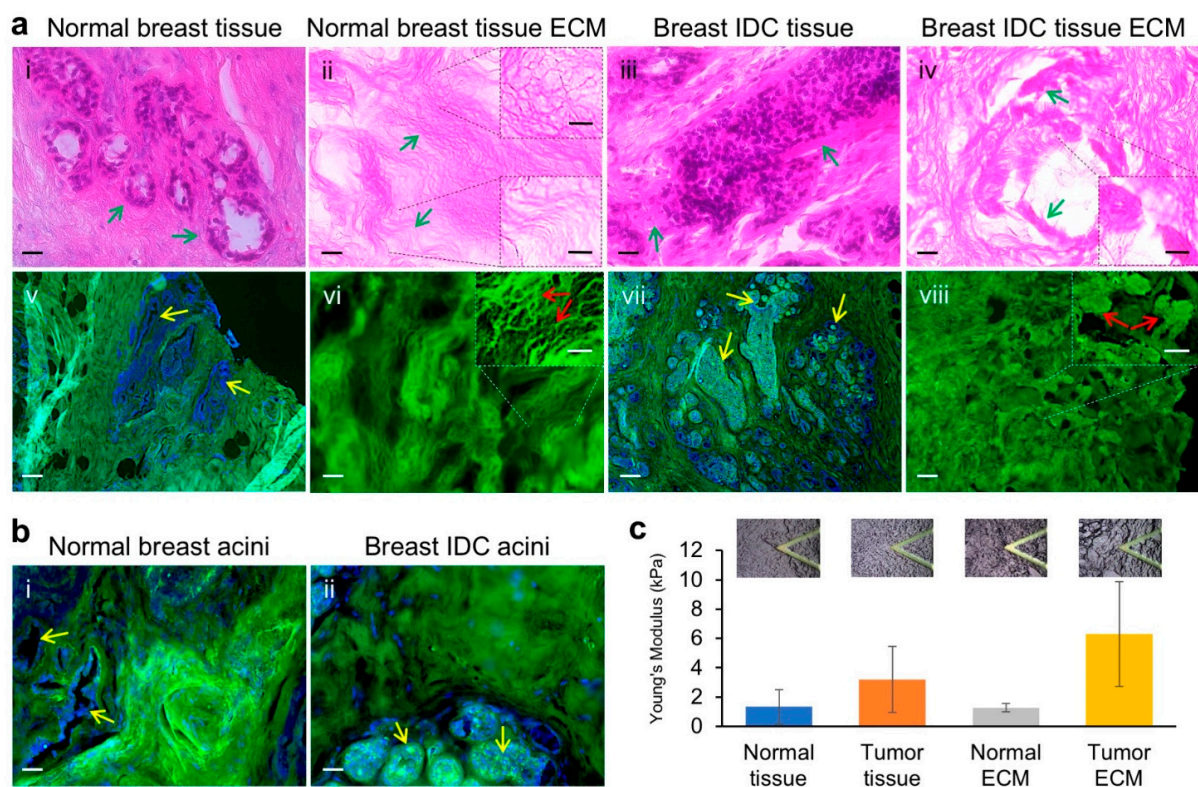 a
Normal breast tissue
Normal breast tissue ECM
Breast IDC tissue
Breast IDC tissue ECM
i
ii
iii
iv
v
vi
vii
viii
b
Normal breast acini
Breast IDC acini
i
ii
c
Young's Modulus (kPa)
12
10
8
6
4
2
0
Normal
tissue
Tumor
tissue
Normal
ECM
Tumor
ECM